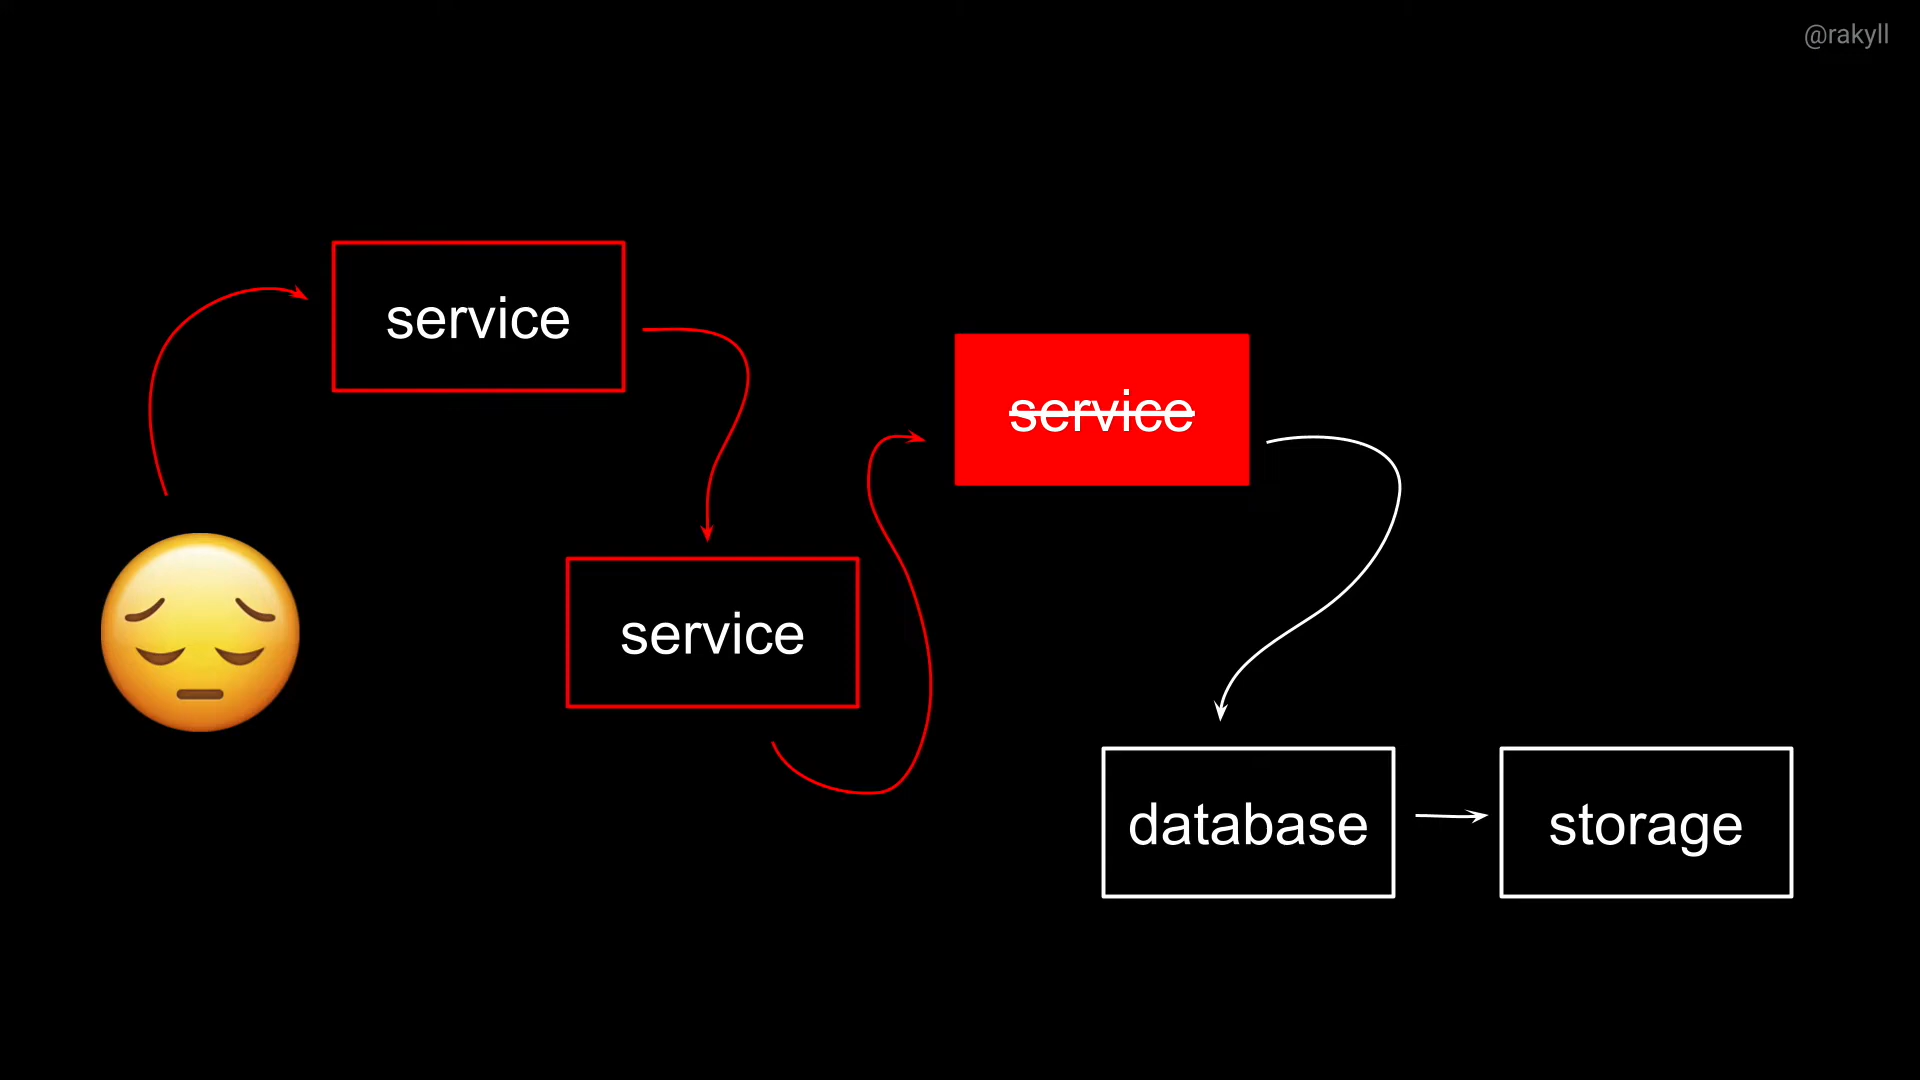 @rakyll
service
service
service
database
storage